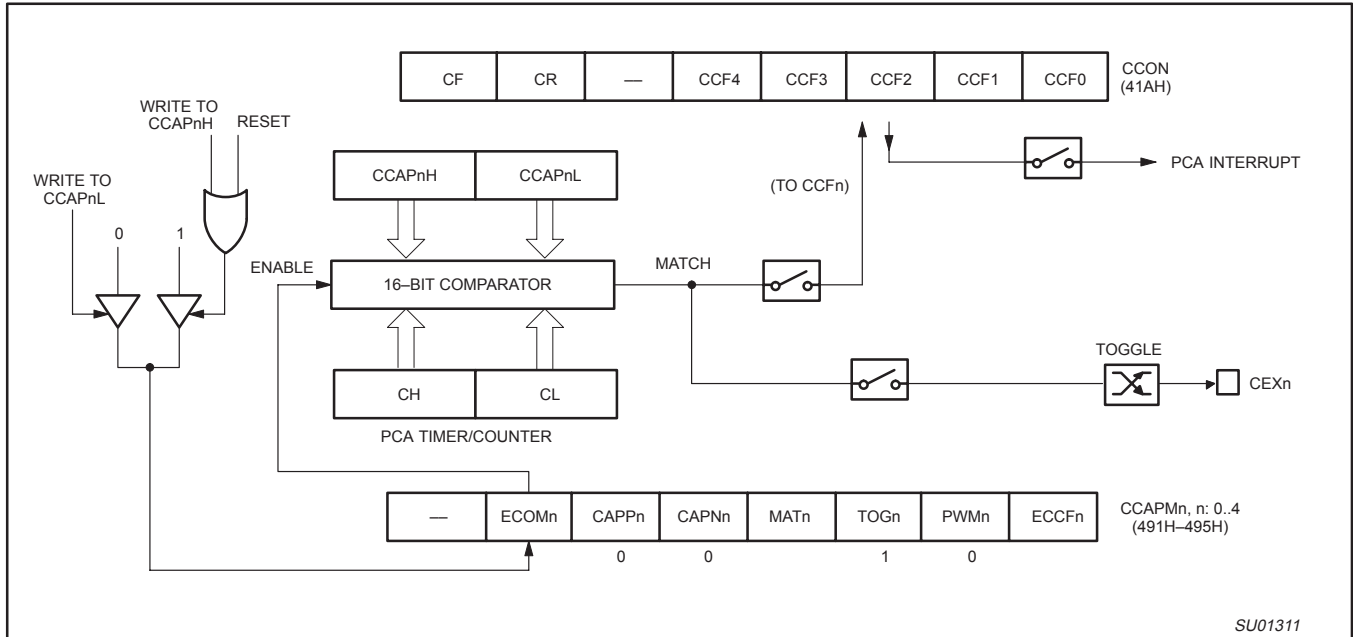 CF CR — CCF4 CCF3 CCF2 CCF1 CCF0
CCON
(41AH)
WRITE TO
CCAPnH
RESET
WRITE TO
CCAPnL
0
1
CCAPnH CCAPnL
(TO CCFn)
PCA INTERRUPT
ENABLE
16–BIT COMPARATOR
MATCH
TOGGLE
CEXn
CH CL
PCA TIMER/COUNTER
— ECOMn CAPPn CAPNn MATn TOGn PWMn ECCFn
CCAPMn, n: 0..4
(491H–495H)
0 0 1 0
SU01311